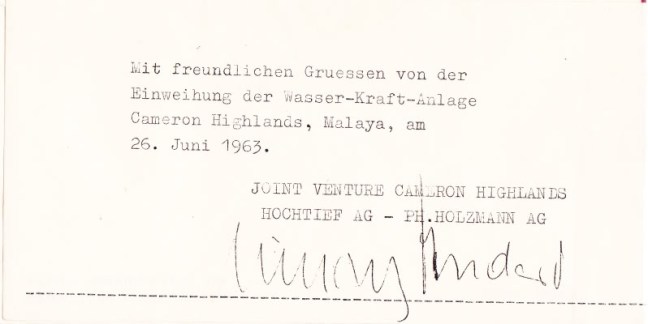 Mit freundlichen Gruessen von der
Einweihung der Wasser-Kraft-Anlage
Cameron Highlands, Malaya, am
26. Juni 1963.
JOINT VENTURE CAMERON HIGHLANDS
HOCHTIEF AG - PH.HOLZMANN AG